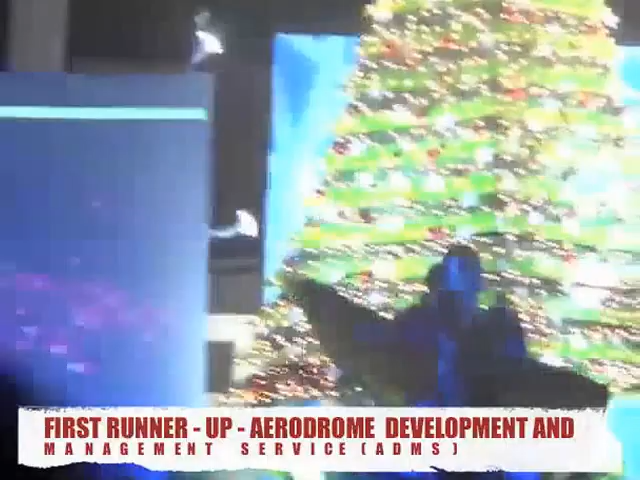 FIRST RUNNER - UP - AERODROME DEVELOPMENT AND
MANAGEMENT SERVICE (ADMS)